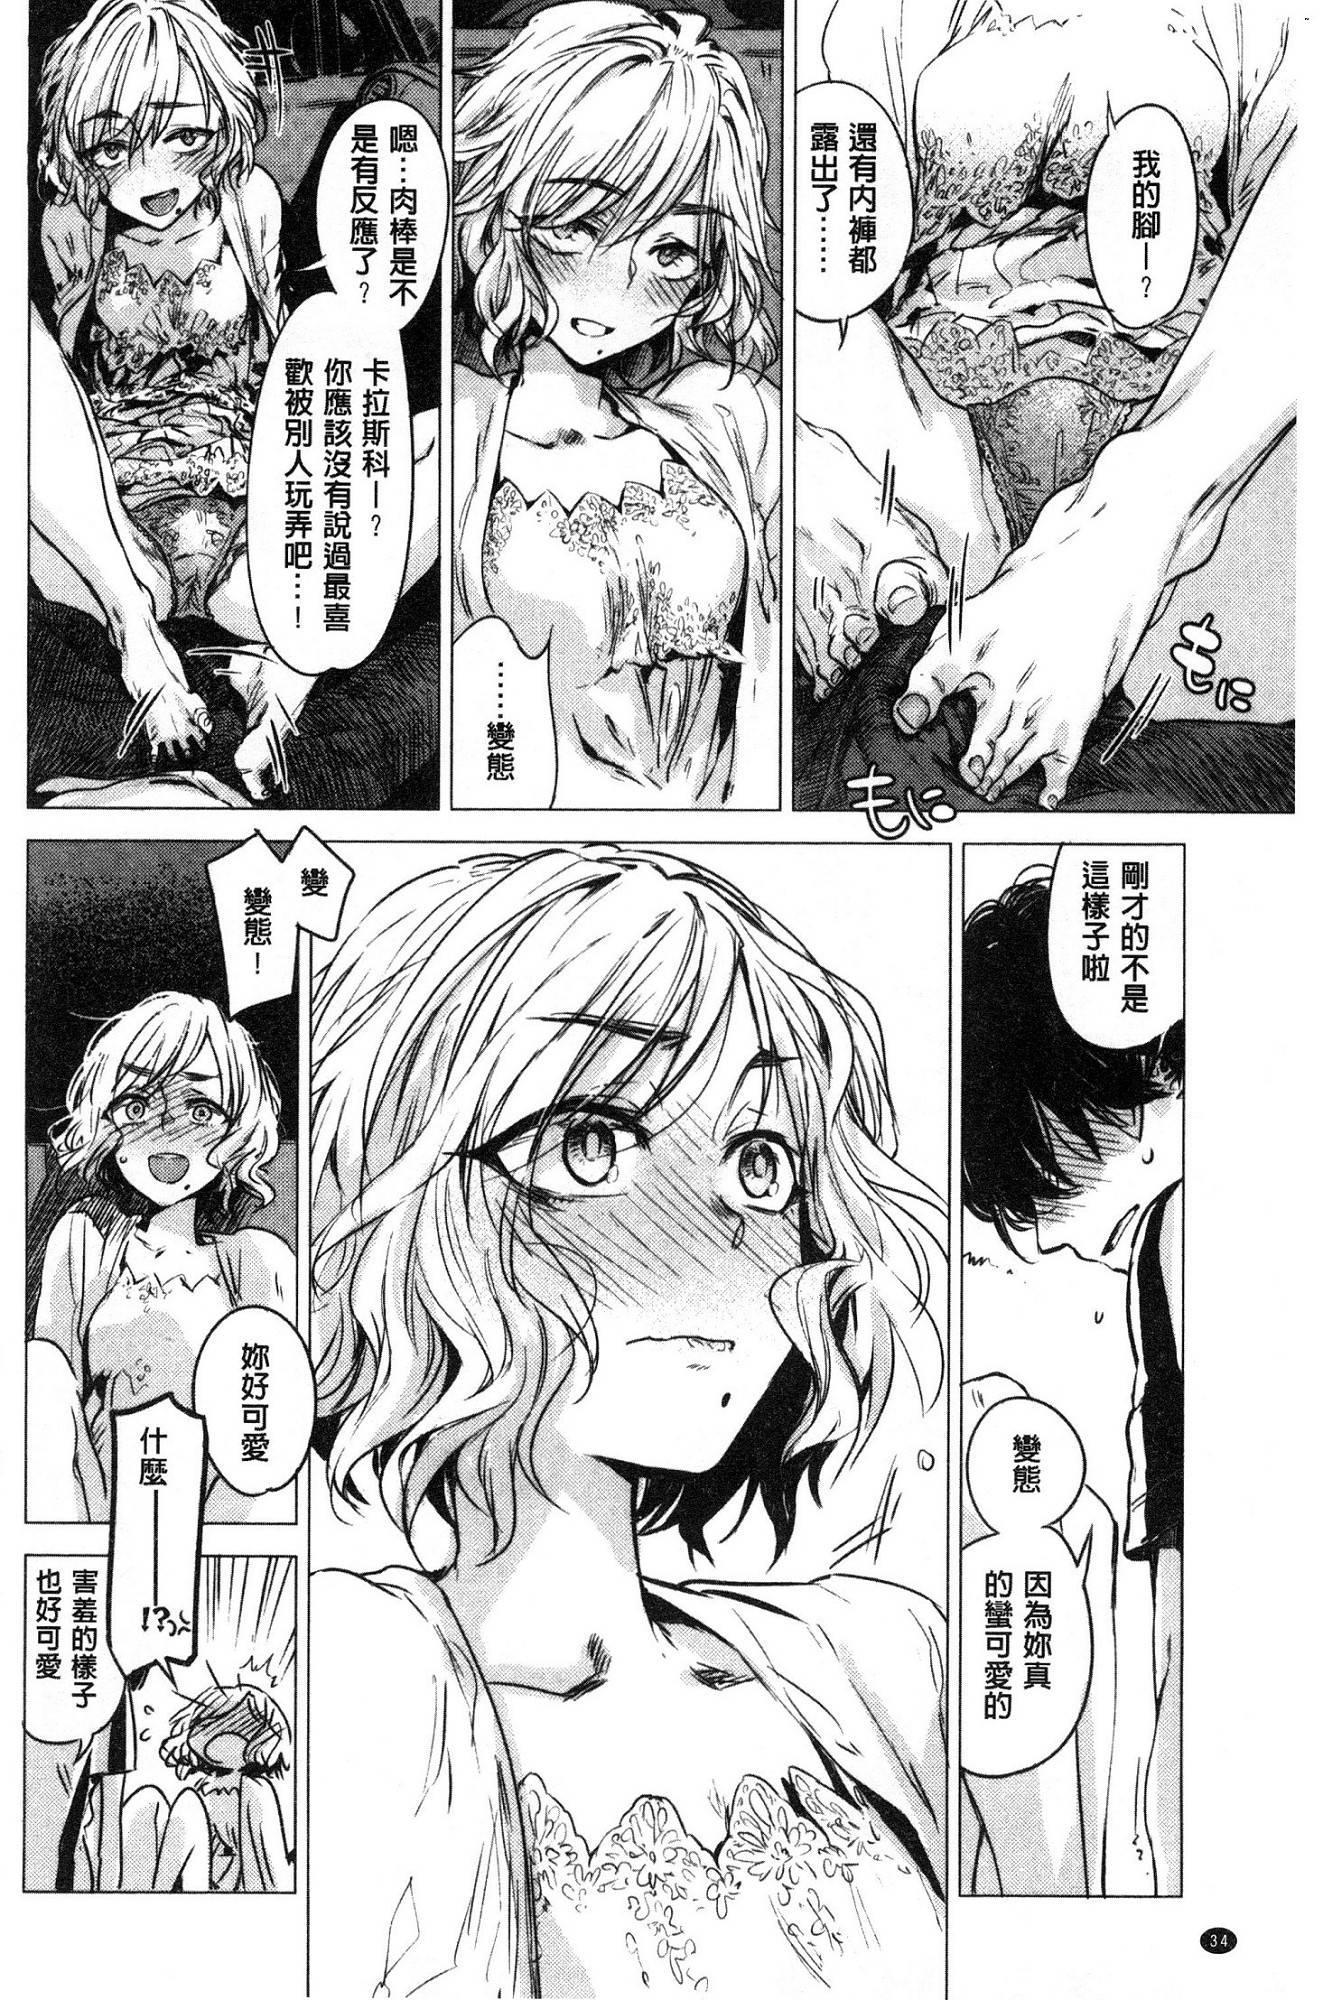 我的腳—？
還有內褲都
露出了……
もに
もに
……變態
嗯…肉棒是不
是有反應了？
卡拉斯科—？
你應該沒有說過最喜
歡被別人玩弄吧…！
剛才的不是
這樣子啦
變態
因為妳真
的蠻可愛的
變
變態！
妳好可愛
什麼——!?
害羞的樣子
也好可愛
34